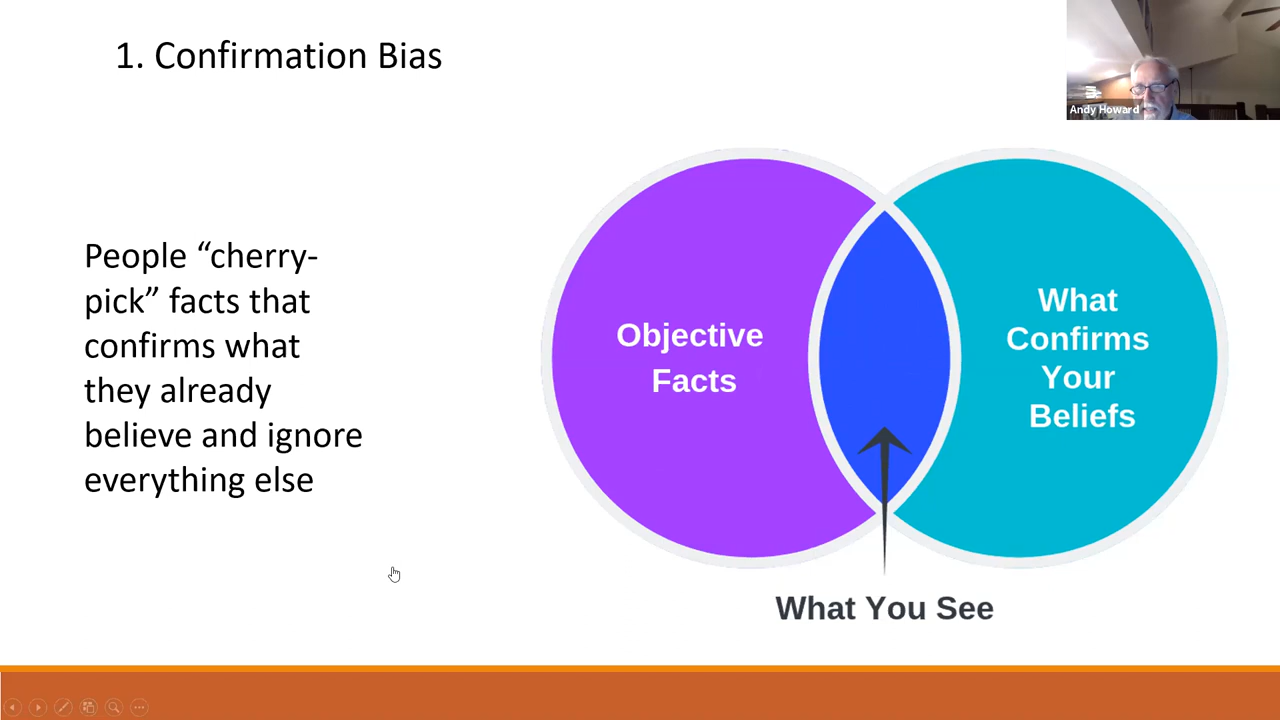 1. Confirmation Bias
Andy Howard
People “cherry-
pick” facts that
confirms what
they already
believe and ignore
everything else
Objective
Facts
What
Confirms
Your
Beliefs
What You See